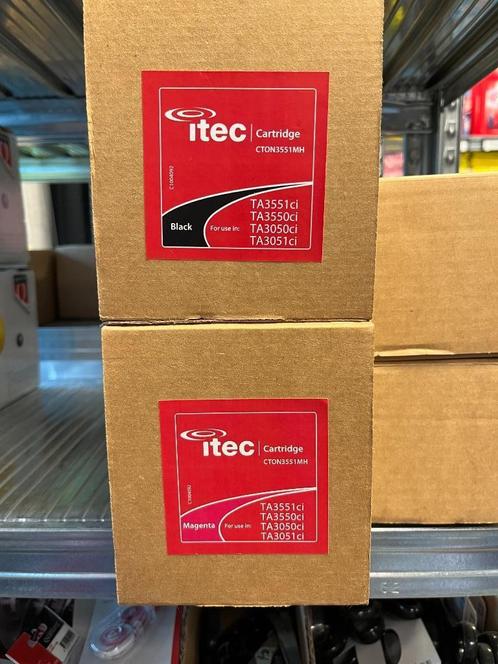 itec Cartridge
CTON3551MH
TA3551ci
TA3550ci
Black For use in: TA3050ci
TA3051ci
itec Cartridge
CTON3551MH
TA3551ci
TA3550ci
Magenta For use in: TA3050ci
TA3051ci